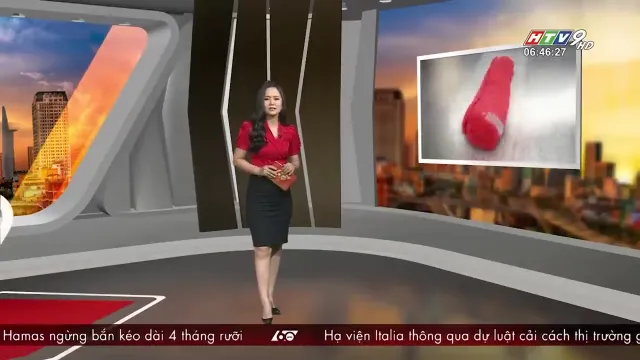 HTV9 HD
06:46:27
Hamas ngừng bắn kéo dài 4 tháng rưỡi
60
Hạ viện Italia thông qua dự luật cải cách thị trường g